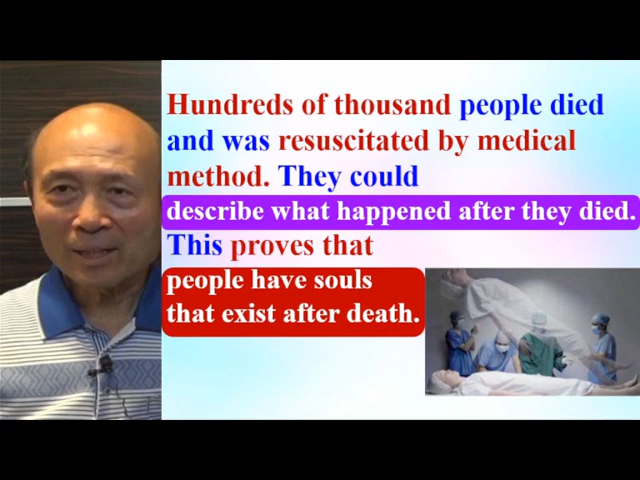 Hundreds of thousand people died
and was resuscitated by medical
method. They could
describe what happened after they died.
This proves that
people have souls
that exist after death.